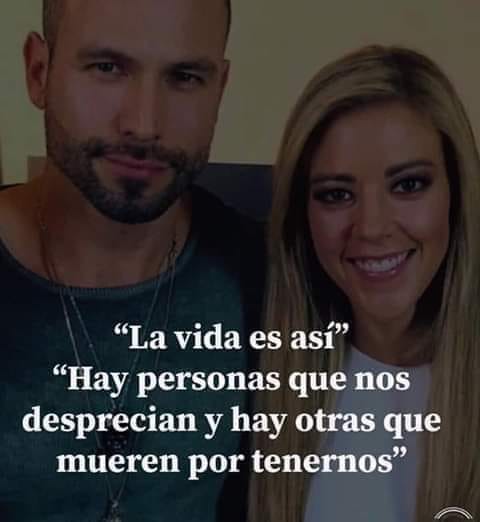 “La vida es así”
“Hay personas que nos
desprecian y hay otras que
mueren por tenernos”